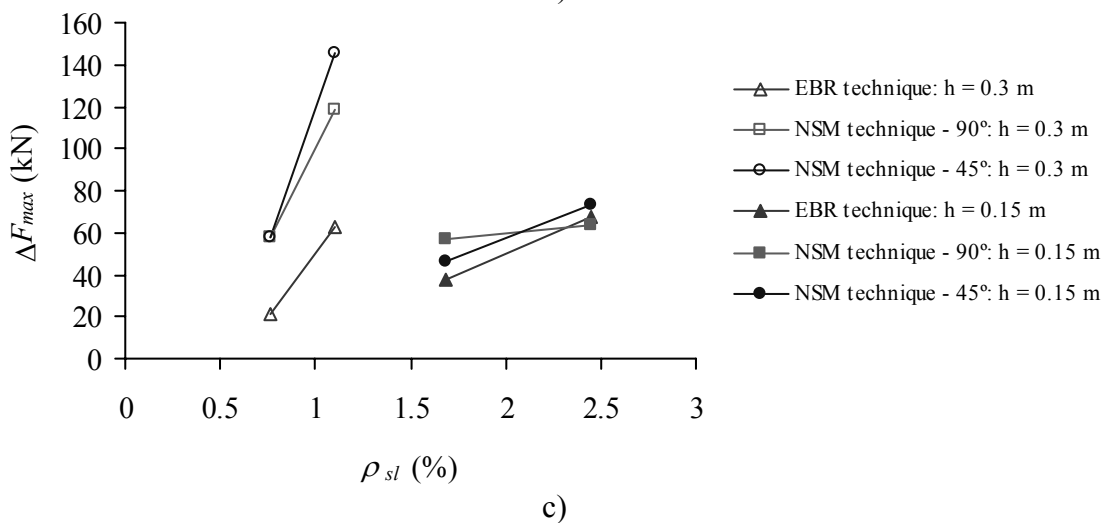 )
160
140
120
100
80
60
40
20
0
ΔFmax (kN)
0 0.5 1 1.5 2 2.5 3
ρ sl (%)
EBR technique: h = 0.3 m
NSM technique - 90º: h = 0.3 m
NSM technique - 45º: h = 0.3 m
EBR technique: h = 0.15 m
NSM technique - 90º: h = 0.15 m
NSM technique - 45º: h = 0.15 m
c)